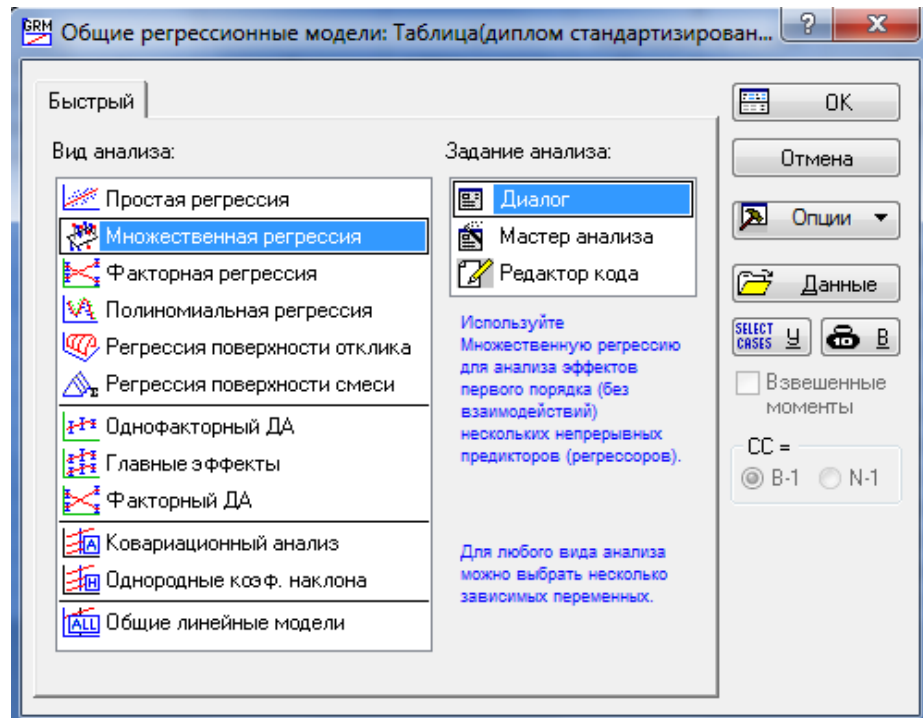 GRM Общие регрессионные модели: Таблица(диплом стандартизирован... ? X
Быстрый
Вид анализа:
Простая регрессия
Множественная регрессия
Факторная регрессия
Полиномиальная регрессия
Регрессия поверхности отклика
Регрессия поверхности смеси
Однофакторный ДА
Главные эффекты
Факторный ДА
Ковариационный анализ
Однородные коэф. наклона
ALL Общие линейные модели
Задание анализа:
Диалог
Мастер анализа
Редактор кода
Используйте
Множественную регрессию
для анализа эффектов
первого порядка (без
взаимодействий)
нескольких непрерывных
предикторов (регрессоров).
Для любого вида анализа
можно выбрать несколько
зависимых переменных.
OK
Отмена
Опции
Данные
SELECT
CASES У В
Взвешенные
моменты
СС =
В-1 N-1